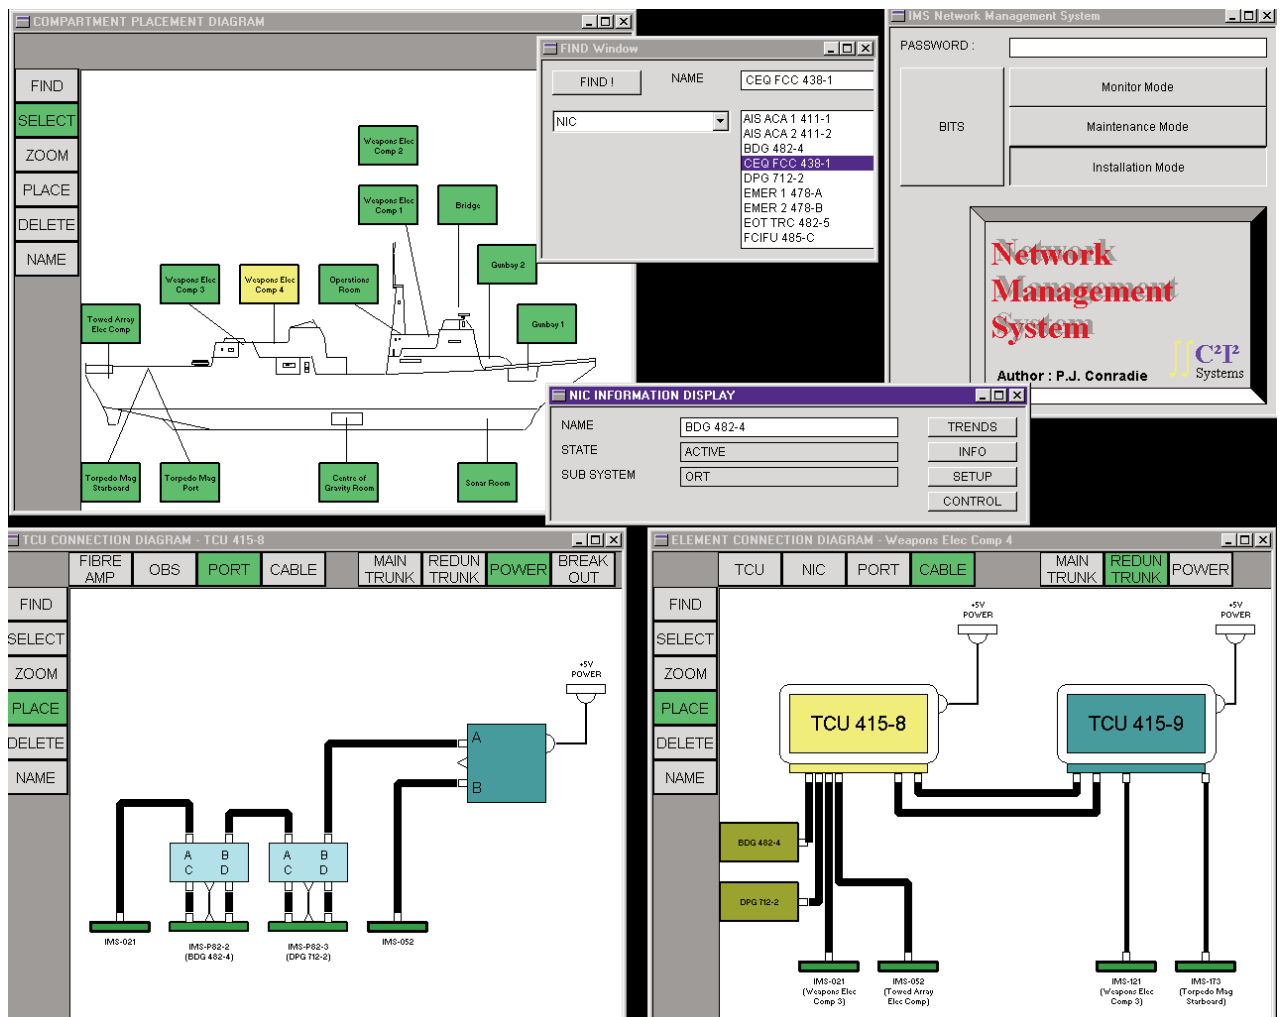 COMPARTMENT PLACEMENT DIAGRAM
FIND
SELECT
ZOOM
PLACE
DELETE
NAME
Weapons Elec
Comp 2
Weapons Elec
Comp 1
Bridge
Gunbay 2
Weapons Elec
Comp 3
Weapons Elec
Comp 4
Operations
Room
Towed Array
Elec Comp
Gunbay 1
Torpedo Mag
Starboard
Torpedo Mag
Port
Centre of
Gravity Room
Sonar Room
FIND Window
FIND !
NAME
CEQ FCC 438-1
NIC
AIS ACA 1 411-1
AIS ACA 2 411-2
BDG 482-4
CEQ FCC 438-1
DPG 712-2
EMER 1 478-A
EMER 2 478-B
EOT TRC 482-5
FCIFU 485-C
IMS Network Management System
PASSWORD :
BITS
Monitor Mode
Maintenance Mode
Installation Mode
Network
Management
System
C²I²
Systems
Author : P.J. Conradie
NIC INFORMATION DISPLAY
NAME
BDG 482-4
TRENDS
STATE
ACTIVE
INFO
SUB SYSTEM
ORT
SETUP
CONTROL
TCU CONNECTION DIAGRAM - TCU 415-8
FIBRE
AMP
OBS
PORT
CABLE
MAIN
TRUNK
REDUN
TRUNK
POWER
BREAK
OUT
FIND
SELECT
ZOOM
PLACE
DELETE
NAME
+5V
POWER
A
B
A B
C D
A B
C D
IMS-021
IMS-P82-2
(BDG 482-4)
IMS-P82-3
(DPG 712-2)
IMS-052
ELEMENT CONNECTION DIAGRAM - Weapons Elec Comp 4
TCU
NIC
PORT
CABLE
MAIN
TRUNK
REDUN
TRUNK
POWER
FIND
SELECT
ZOOM
PLACE
DELETE
NAME
+5V
POWER
+5V
POWER
TCU 415-8
TCU 415-9
BDG 482-4
DPG 712-2
IMS-021
(Weapons Elec
Comp 3)
IMS-052
(Towed Array
Elec Comp)
IMS-121
(Weapons Elec
Comp 3)
IMS-173
(Torpedo Mag
Starboard)